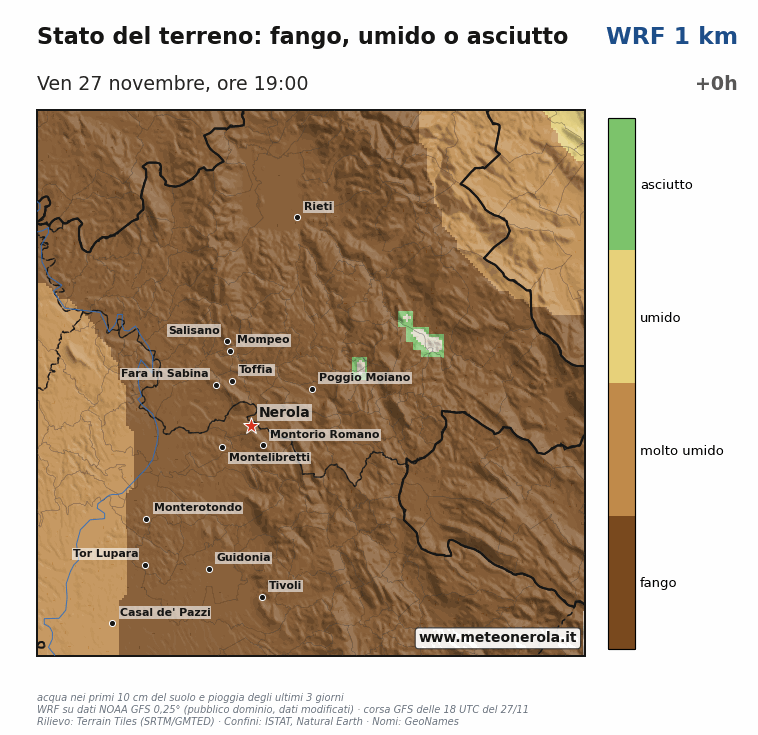 Stato del terreno: fango, umido o asciutto
WRF 1 km
Ven 27 novembre, ore 19:00
+0h
asciutto
Rieti
umido
Salisano
Mompeo
Toffia
Fara in Sabina
Poggio Moiano
Nerola
Montorio Romano
molto umido
Montelibretti
Monterotondo
Tor Lupara
Guidonia
fango
Tivoli
Casal de' Pazzi
www.meteonerola.it
acqua nei primi 10 cm del suolo e pioggia degli ultimi 3 giorni
WRF su dati NOAA GFS 0,25° (pubblico dominio, dati modificati) · corsa GFS delle 18 UTC del 27/11
Rilievo: Terrain Tiles (SRTM/GMTED) · Confini: ISTAT, Natural Earth · Nomi: GeoNames